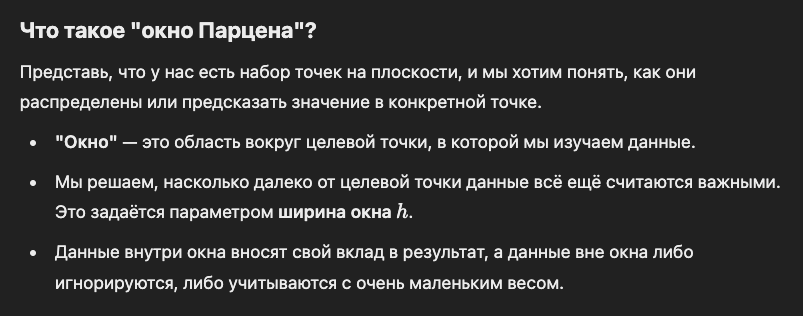 Что такое "окно Парцена"?
Представь, что у нас есть набор точек на плоскости, и мы хотим понять, как они
распределены или предсказать значение в конкретной точке.
• "Окно" — это область вокруг целевой точки, в которой мы изучаем данные.
• Мы решаем, насколько далеко от целевой точки данные всё ещё считаются важными.
Это задаётся параметром ширина окна h.
• Данные внутри окна вносят свой вклад в результат, а данные вне окна либо
игнорируются, либо учитываются с очень маленьким весом.